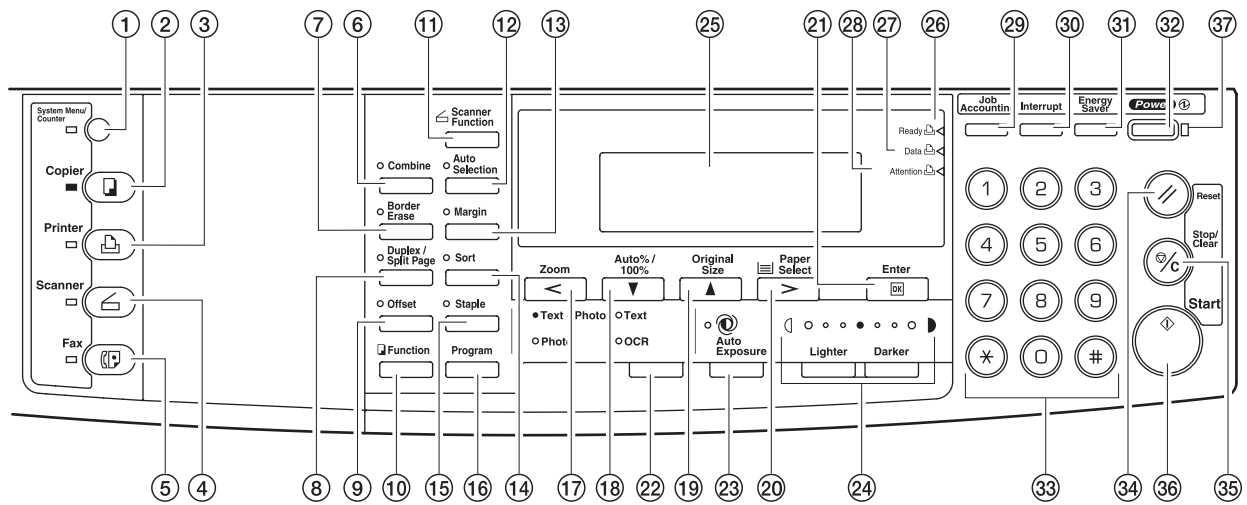 1 2 3 7 6 11 12 13 25 21 28 27 26 29 30 31 32 37
System Menu/
Counter
Copier
Printer
Scanner
Fax
Scanner
Function
Combine
Auto
Selection
Border
Erase
Margin
Duplex /
Split Page
Sort
Offset
Staple
Function
Program
Ready
Data
Attention
Zoom
Auto% /
100%
Original
Size
Paper
Select
Enter
OK
Text Photo
Text
Phot
OCR
Auto
Exposure
Lighter
Darker
Job
Accountin
Interrupt
Energy
Saver
Power
1 2 3
4 5 6
7 8 9
* 0 #
Reset
Stop/
Clear
C
Start
5 4 8 9 10 15 16 14 17 18 22 19 23 20 24 33 34 36 35